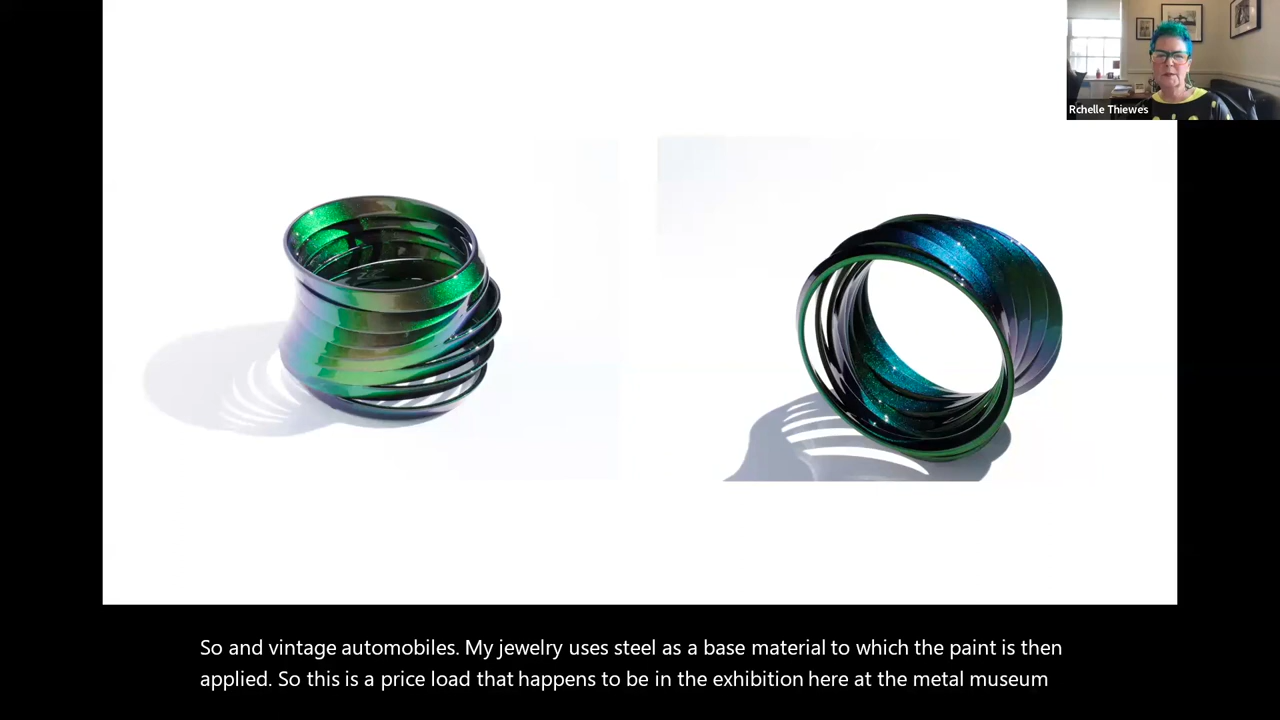 Rchelle Thiewes
So and vintage automobiles. My jewelry uses steel as a base material to which the paint is then
applied. So this is a price load that happens to be in the exhibition here at the metal museum